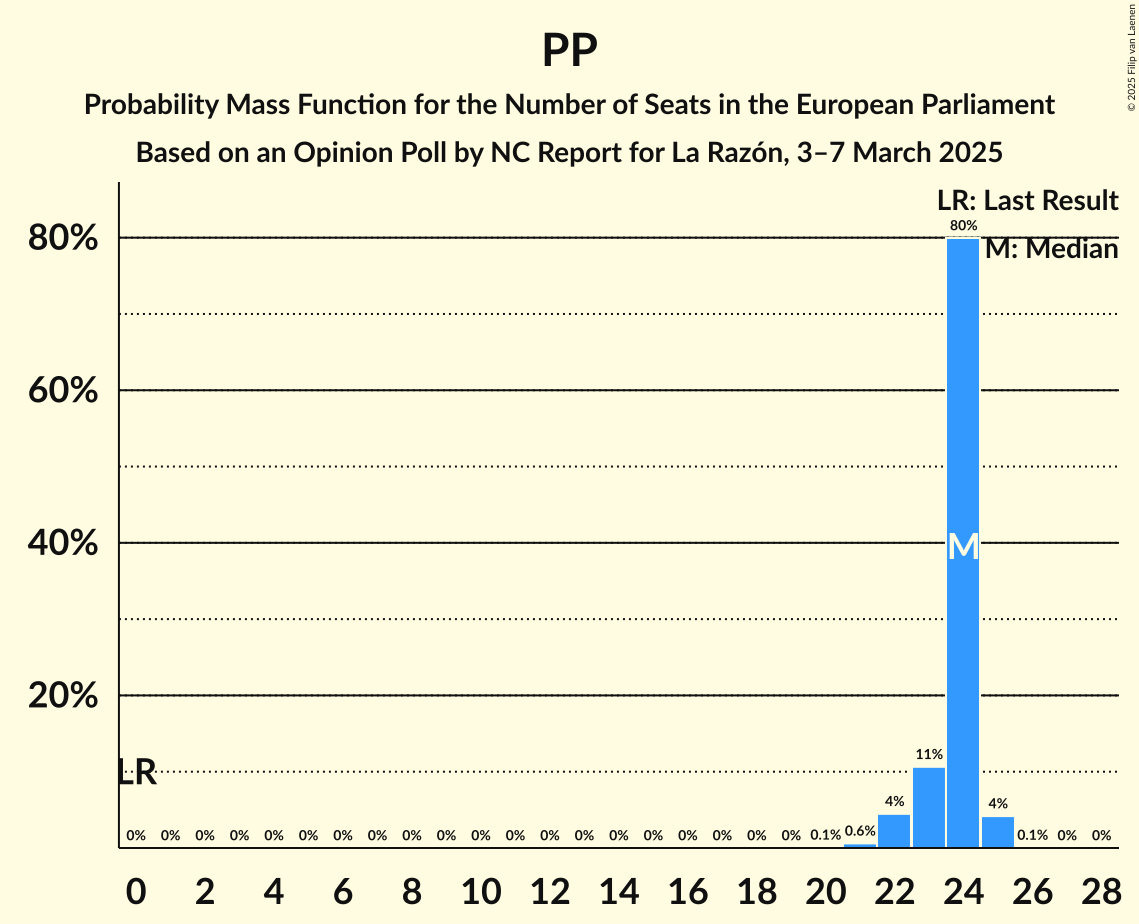 PP
Probability Mass Function for the Number of Seats in the European Parliament
Based on an Opinion Poll by NC Report for La Razón, 3–7 March 2025
© 2025 Filip van Laenen
LR: Last Result
M: Median
80%
60%
40%
20%
M
LR
0% 0% 0% 0% 0% 0% 0% 0% 0% 0% 0% 0% 0% 0% 0% 0% 0% 0% 0% 0% 0.1% 0.6% 4% 11% 80% 4% 0.1% 0% 0%
0 2 4 6 8 10 12 14 16 18 20 22 24 26 28